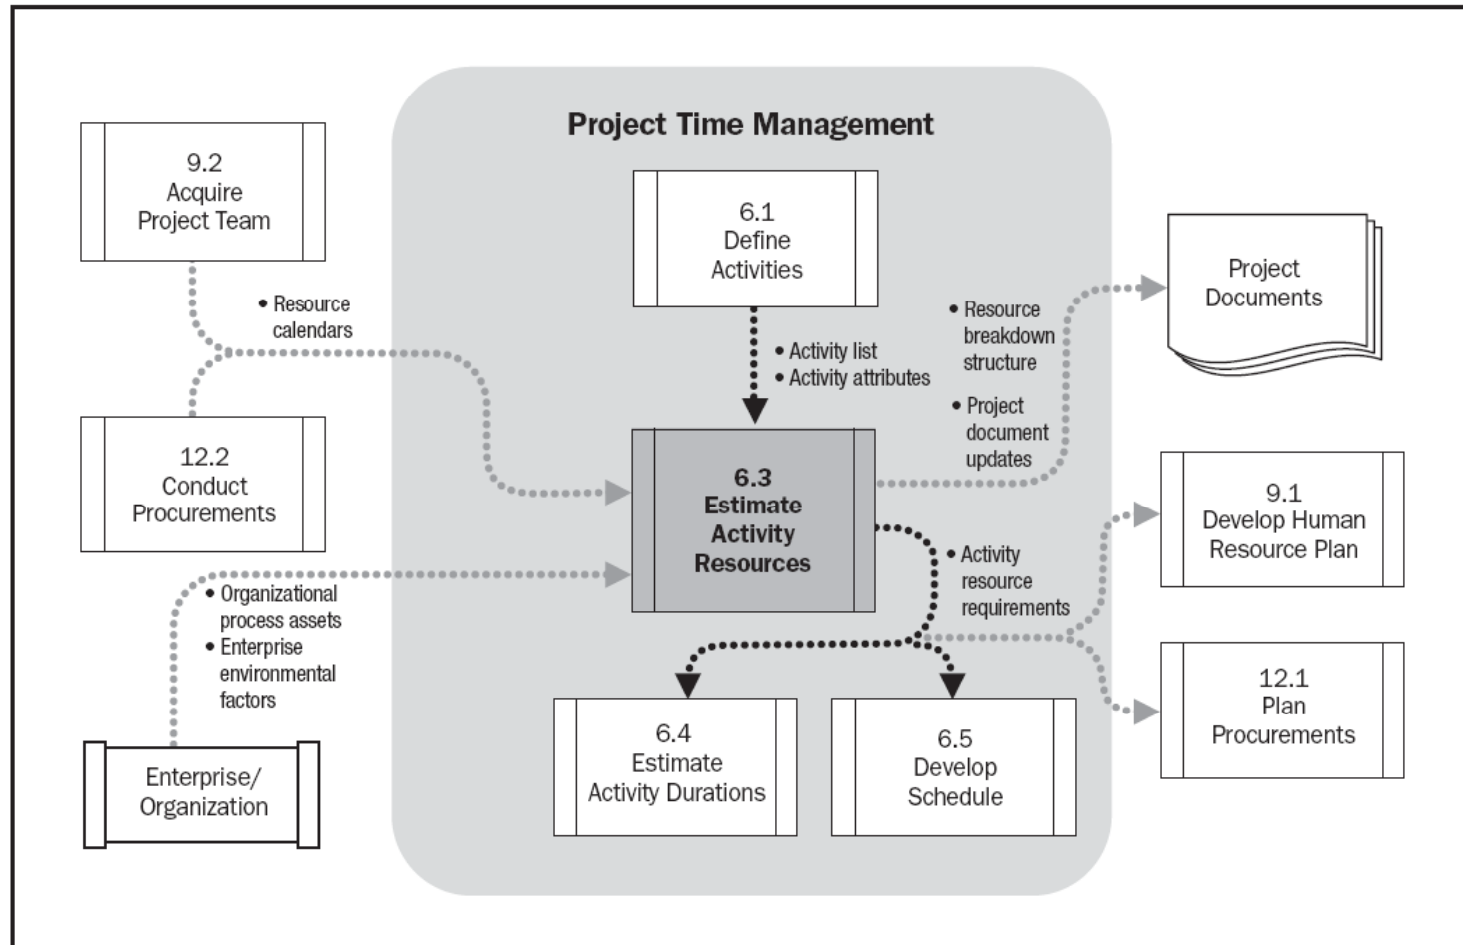 Project Time Management
9.2
Acquire
Project Team
6.1
Define
Activities
Project
Documents
• Resource
calendars
• Resource
breakdown
structure
• Activity list
• Activity attributes
• Project
document
updates
12.2
Conduct
Procurements
6.3
Estimate
Activity
Resources
9.1
Develop Human
Resource Plan
• Activity
resource
requirements
• Organizational
process assets
• Enterprise
environmental
factors
12.1
Plan
Procurements
6.4
Estimate
Activity Durations
6.5
Develop
Schedule
Enterprise/
Organization